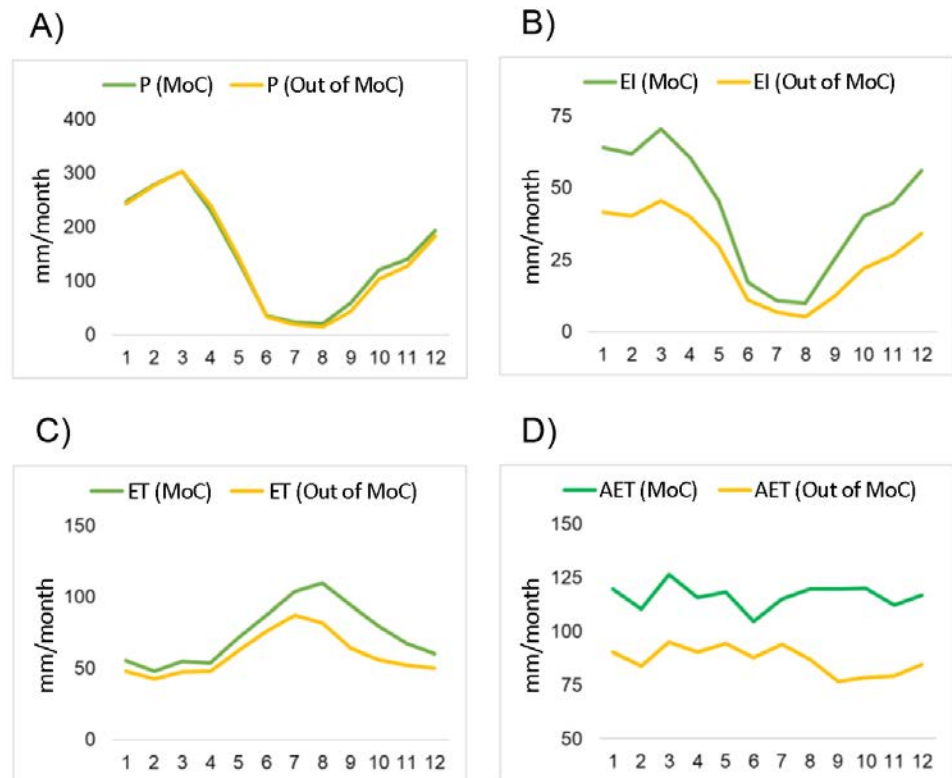 A)
P (MoC) P (Out of MoC)
mm/month
400
300
200
100
0
1 2 3 4 5 6 7 8 9 10 11 12
B)
EI (MoC) EI (Out of MoC)
mm/month
75
50
25
0
1 2 3 4 5 6 7 8 9 10 11 12
C)
ET (MoC) ET (Out of MoC)
mm/month
150
100
50
0
1 2 3 4 5 6 7 8 9 10 11 12
D)
AET (MoC) AET (Out of MoC)
mm/month
150
125
100
75
50
1 2 3 4 5 6 7 8 9 10 11 12